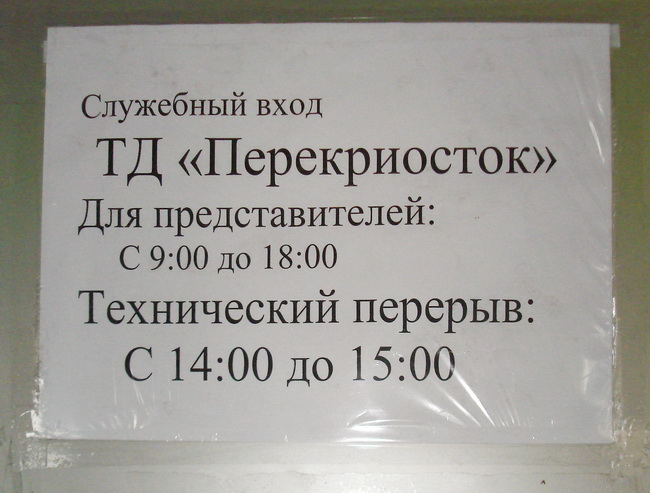 Служебный вход
ТД «Перекриосток»
Для представителей:
С 9:00 до 18:00
Технический перерыв:
С 14:00 до 15:00